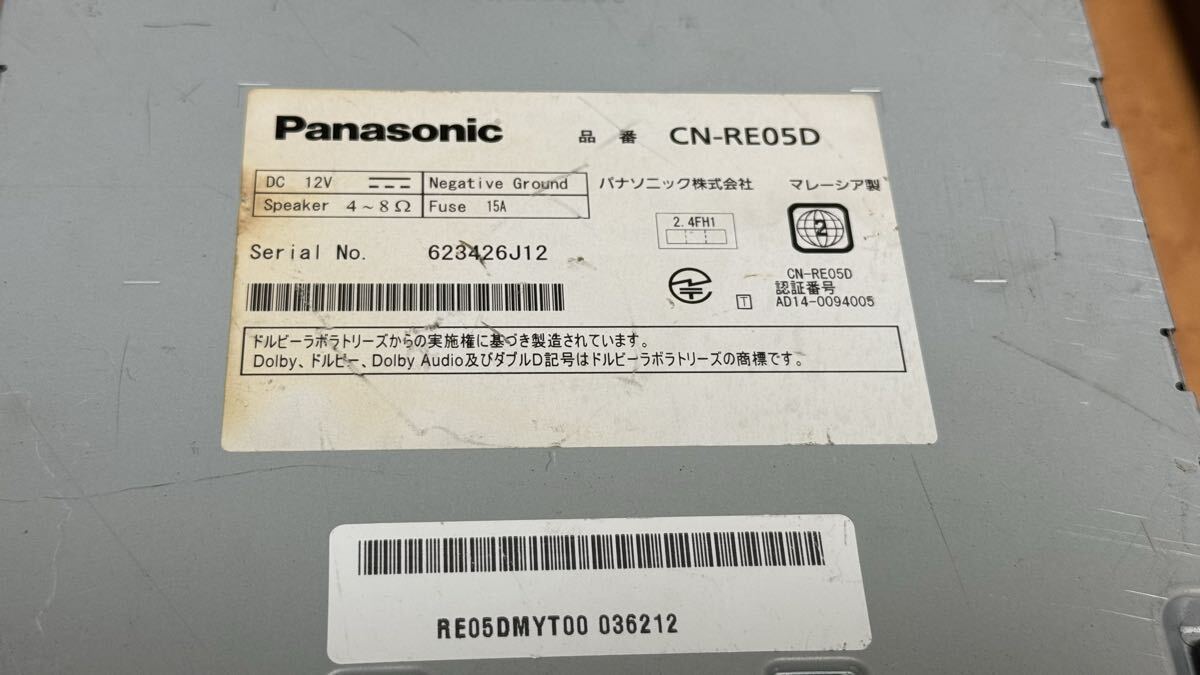 Panasonic 品番 CN-RE05D
DC 12V Negative Ground パナソニック株式会社 マレーシア製
Speaker 4~8Ω Fuse 15A
2.4FH1
2
Serial No. 623426J12
CN-RE05D
認証番号
T AD14-0094005
ドルビーラボラトリーズからの実施権に基づき製造されています。
Dolby、ドルビー、Dolby Audio及びダブルD記号はドルビーラボラトリーズの商標です。
RE05DMYT00 036212